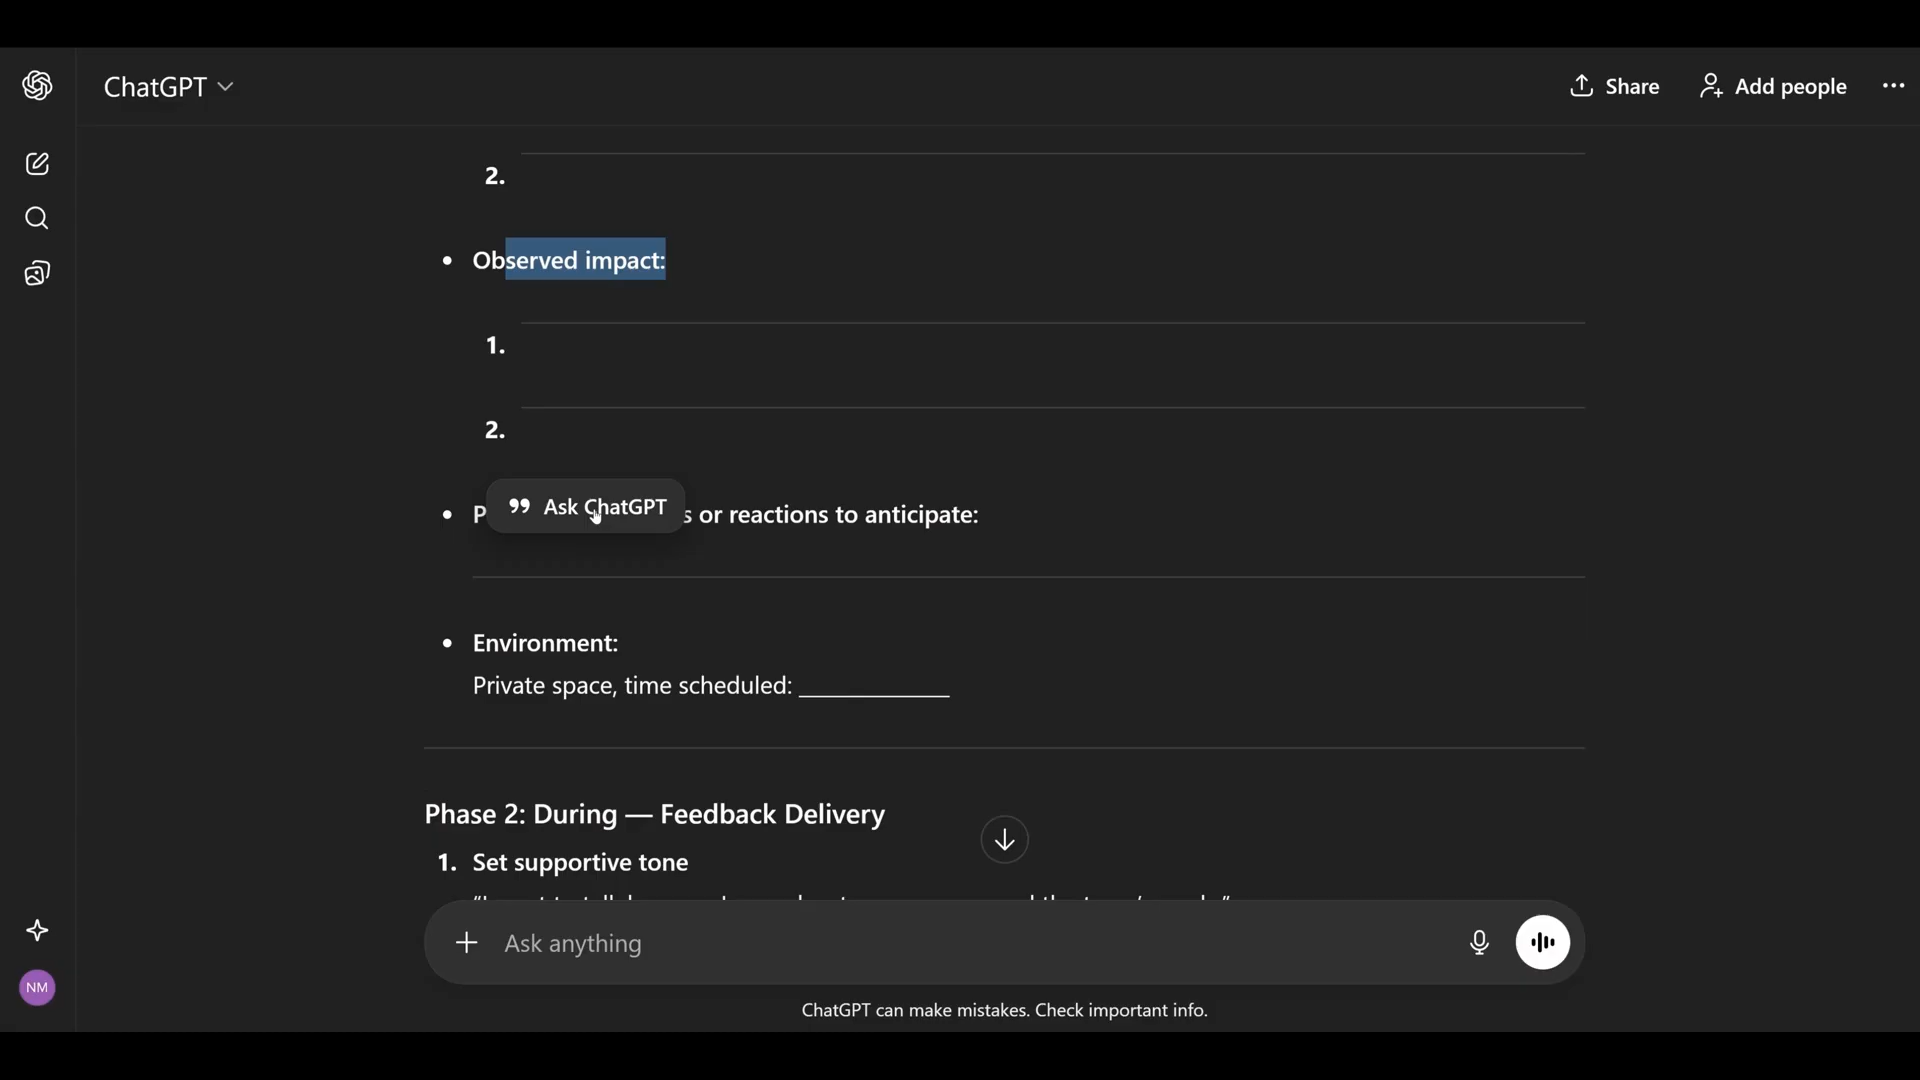 ChatGPT
Share
Add people
2.
Observed impact:
1.
2.
Ask ChatGPT
P
s or reactions to anticipate:
Environment:
Private space, time scheduled: ____________
Phase 2: During — Feedback Delivery
1. Set supportive tone
Ask anything
NM
ChatGPT can make mistakes. Check important info.